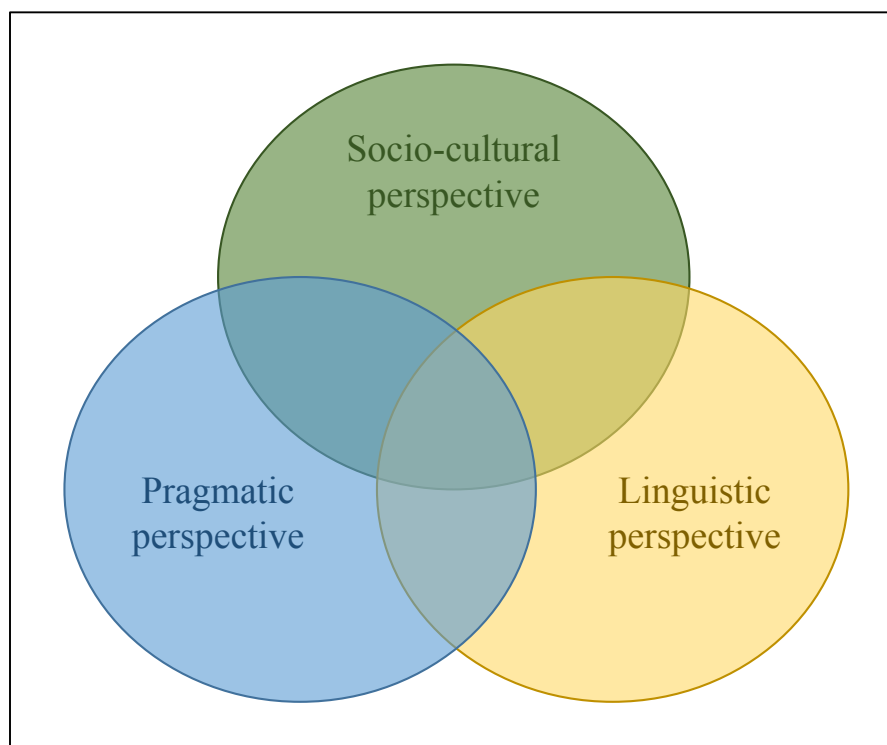 Socio-cultural
perspective
Pragmatic
perspective
Linguistic
perspective